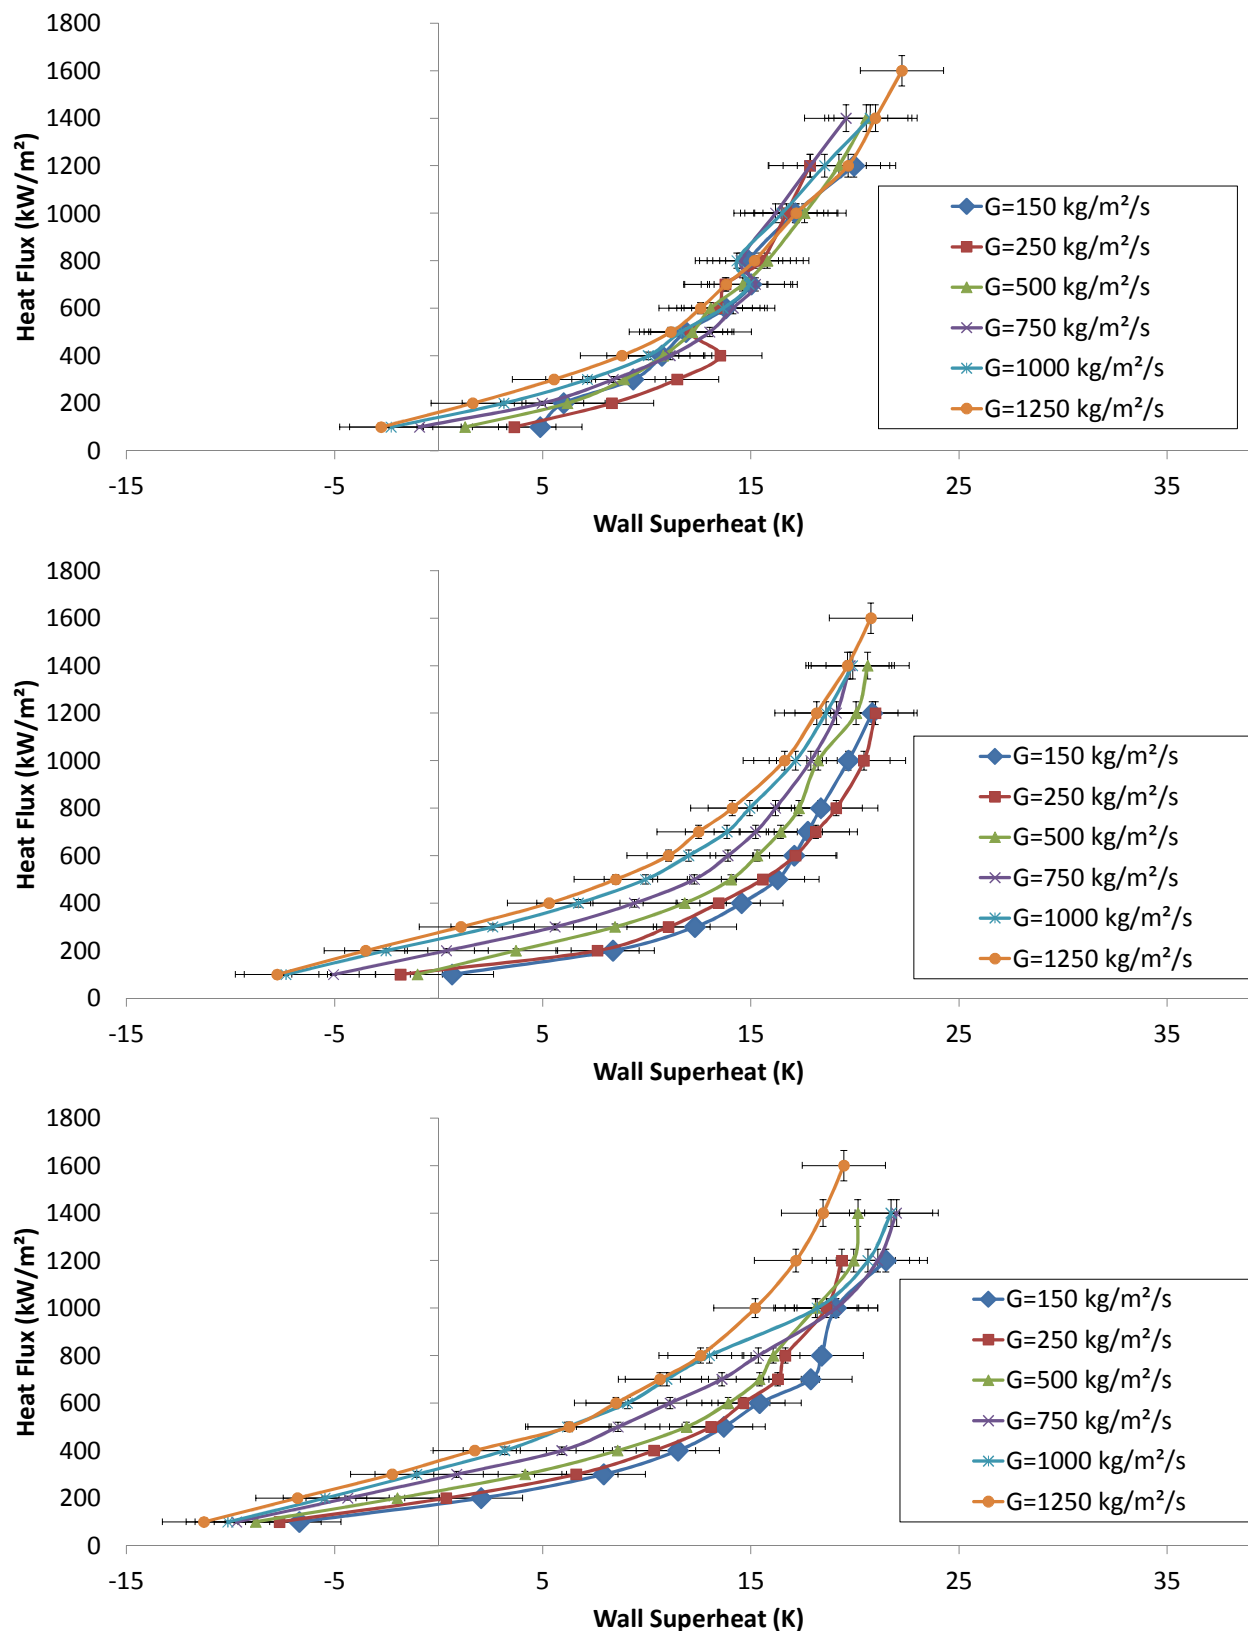 1800
1600
1400
1200
1000
800
600
400
200
0
Heat Flux (kW/m²)
-15
-5
5
15
25
35
Wall Superheat (K)
G=150 kg/m²/s
G=250 kg/m²/s
G=500 kg/m²/s
G=750 kg/m²/s
G=1000 kg/m²/s
G=1250 kg/m²/s
1800
1600
1400
1200
1000
800
600
400
200
0
Heat Flux (kW/m²)
-15
-5
5
15
25
35
Wall Superheat (K)
G=150 kg/m²/s
G=250 kg/m²/s
G=500 kg/m²/s
G=750 kg/m²/s
G=1000 kg/m²/s
G=1250 kg/m²/s
1800
1600
1400
1200
1000
800
600
400
200
0
Heat Flux (kW/m²)
-15
-5
5
15
25
35
Wall Superheat (K)
G=150 kg/m²/s
G=250 kg/m²/s
G=500 kg/m²/s
G=750 kg/m²/s
G=1000 kg/m²/s
G=1250 kg/m²/s